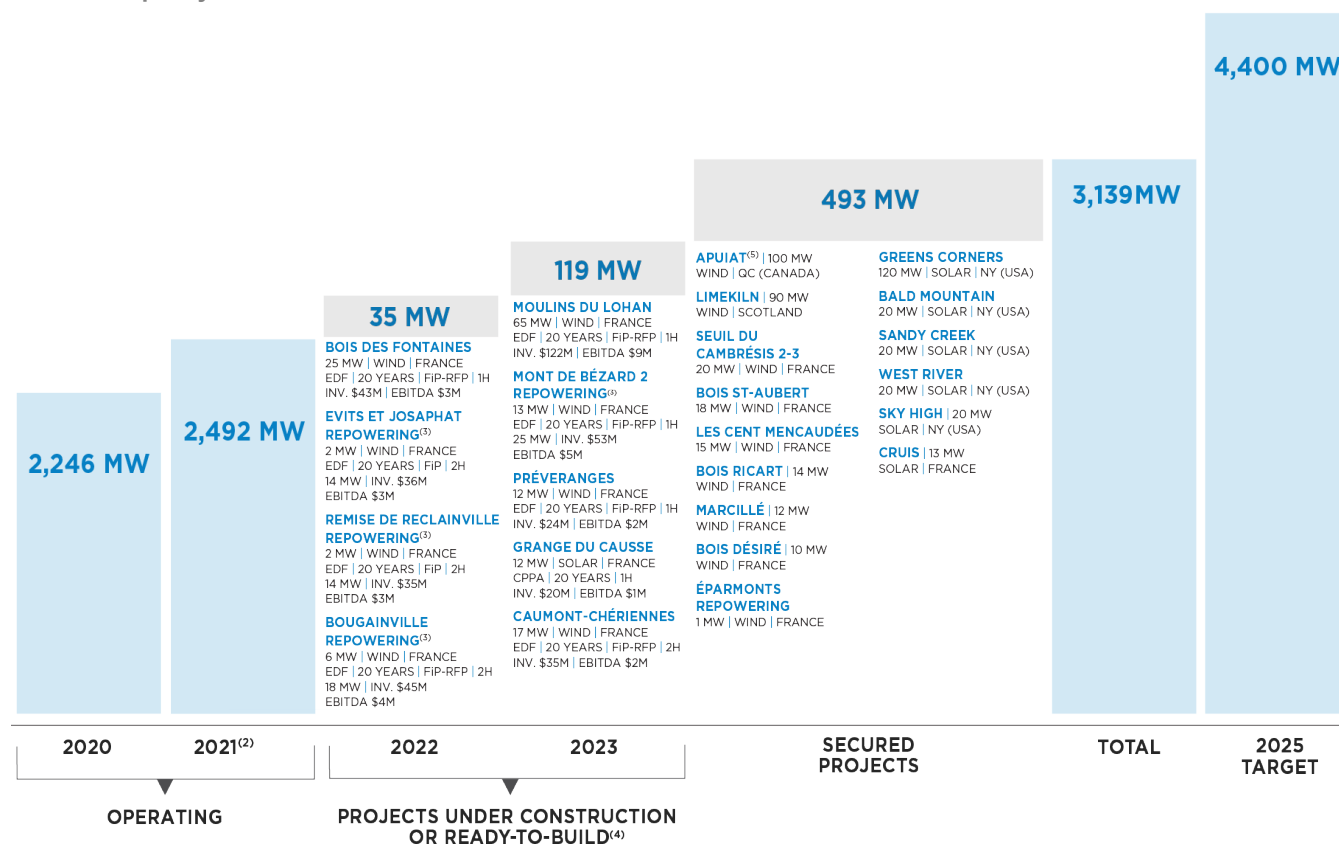 4,400 MW
493 MW
3,139MW
119 MW
35 MW
2,492 MW
2,246 MW
BOIS DES FONTAINES
25 MW | WIND | FRANCE
EDF | 20 YEARS | FiP-RFP | 1H
INV. $43M | EBITDA $3M
EVITS ET JOSAPHAT
REPOWERING(3)
2 MW | WIND | FRANCE
EDF | 20 YEARS | FiP | 2H
14 MW | INV. $36M
EBITDA $3M
REMISE DE RECLAINVILLE
REPOWERING(3)
2 MW | WIND | FRANCE
EDF | 20 YEARS | FiP | 2H
14 MW | INV. $35M
EBITDA $3M
BOUGAINVILLE
REPOWERING(3)
6 MW | WIND | FRANCE
EDF | 20 YEARS | FiP-RFP | 2H
18 MW | INV. $45M
EBITDA $4M
MOULINS DU LOHAN
65 MW | WIND | FRANCE
EDF | 20 YEARS | FiP-RFP | 1H
INV. $122M | EBITDA $9M
MONT DE BÉZARD 2
REPOWERING(3)
13 MW | WIND | FRANCE
EDF | 20 YEARS | FiP-RFP | 1H
25 MW | INV. $53M
EBITDA $5M
PRÉVERANGES
12 MW | WIND | FRANCE
EDF | 20 YEARS | FiP-RFP | 1H
INV. $24M | EBITDA $2M
GRANGE DU CAUSSE
12 MW | SOLAR | FRANCE
CPPA | 20 YEARS | 1H
INV. $20M | EBITDA $1M
CAUMONT-CHÉRIENNES
17 MW | WIND | FRANCE
EDF | 20 YEARS | FiP-RFP | 2H
INV. $35M | EBITDA $2M
APUIAT(5) | 100 MW
WIND | QC (CANADA)
LIMEKILN | 90 MW
WIND | SCOTLAND
SEUIL DU
CAMBRÉSIS 2-3
20 MW | WIND | FRANCE
BOIS ST-AUBERT
18 MW | WIND | FRANCE
LES CENT MENCAUDÉES
15 MW | WIND | FRANCE
BOIS RICART | 14 MW
WIND | FRANCE
MARCILLÉ | 12 MW
WIND | FRANCE
BOIS DÉSIRÉ | 10 MW
WIND | FRANCE
ÉPARMONTS
REPOWERING
1 MW | WIND | FRANCE
GREENS CORNERS
120 MW | SOLAR | NY (USA)
BALD MOUNTAIN
20 MW | SOLAR | NY (USA)
SANDY CREEK
20 MW | SOLAR | NY (USA)
WEST RIVER
20 MW | SOLAR | NY (USA)
SKY HIGH | 20 MW
SOLAR | NY (USA)
CRUIS | 13 MW
SOLAR | FRANCE
2020
2021(2)
2022
2023
SECURED
PROJECTS
TOTAL
2025
TARGET
OPERATING
PROJECTS UNDER CONSTRUCTION
OR READY-TO-BUILD(4)